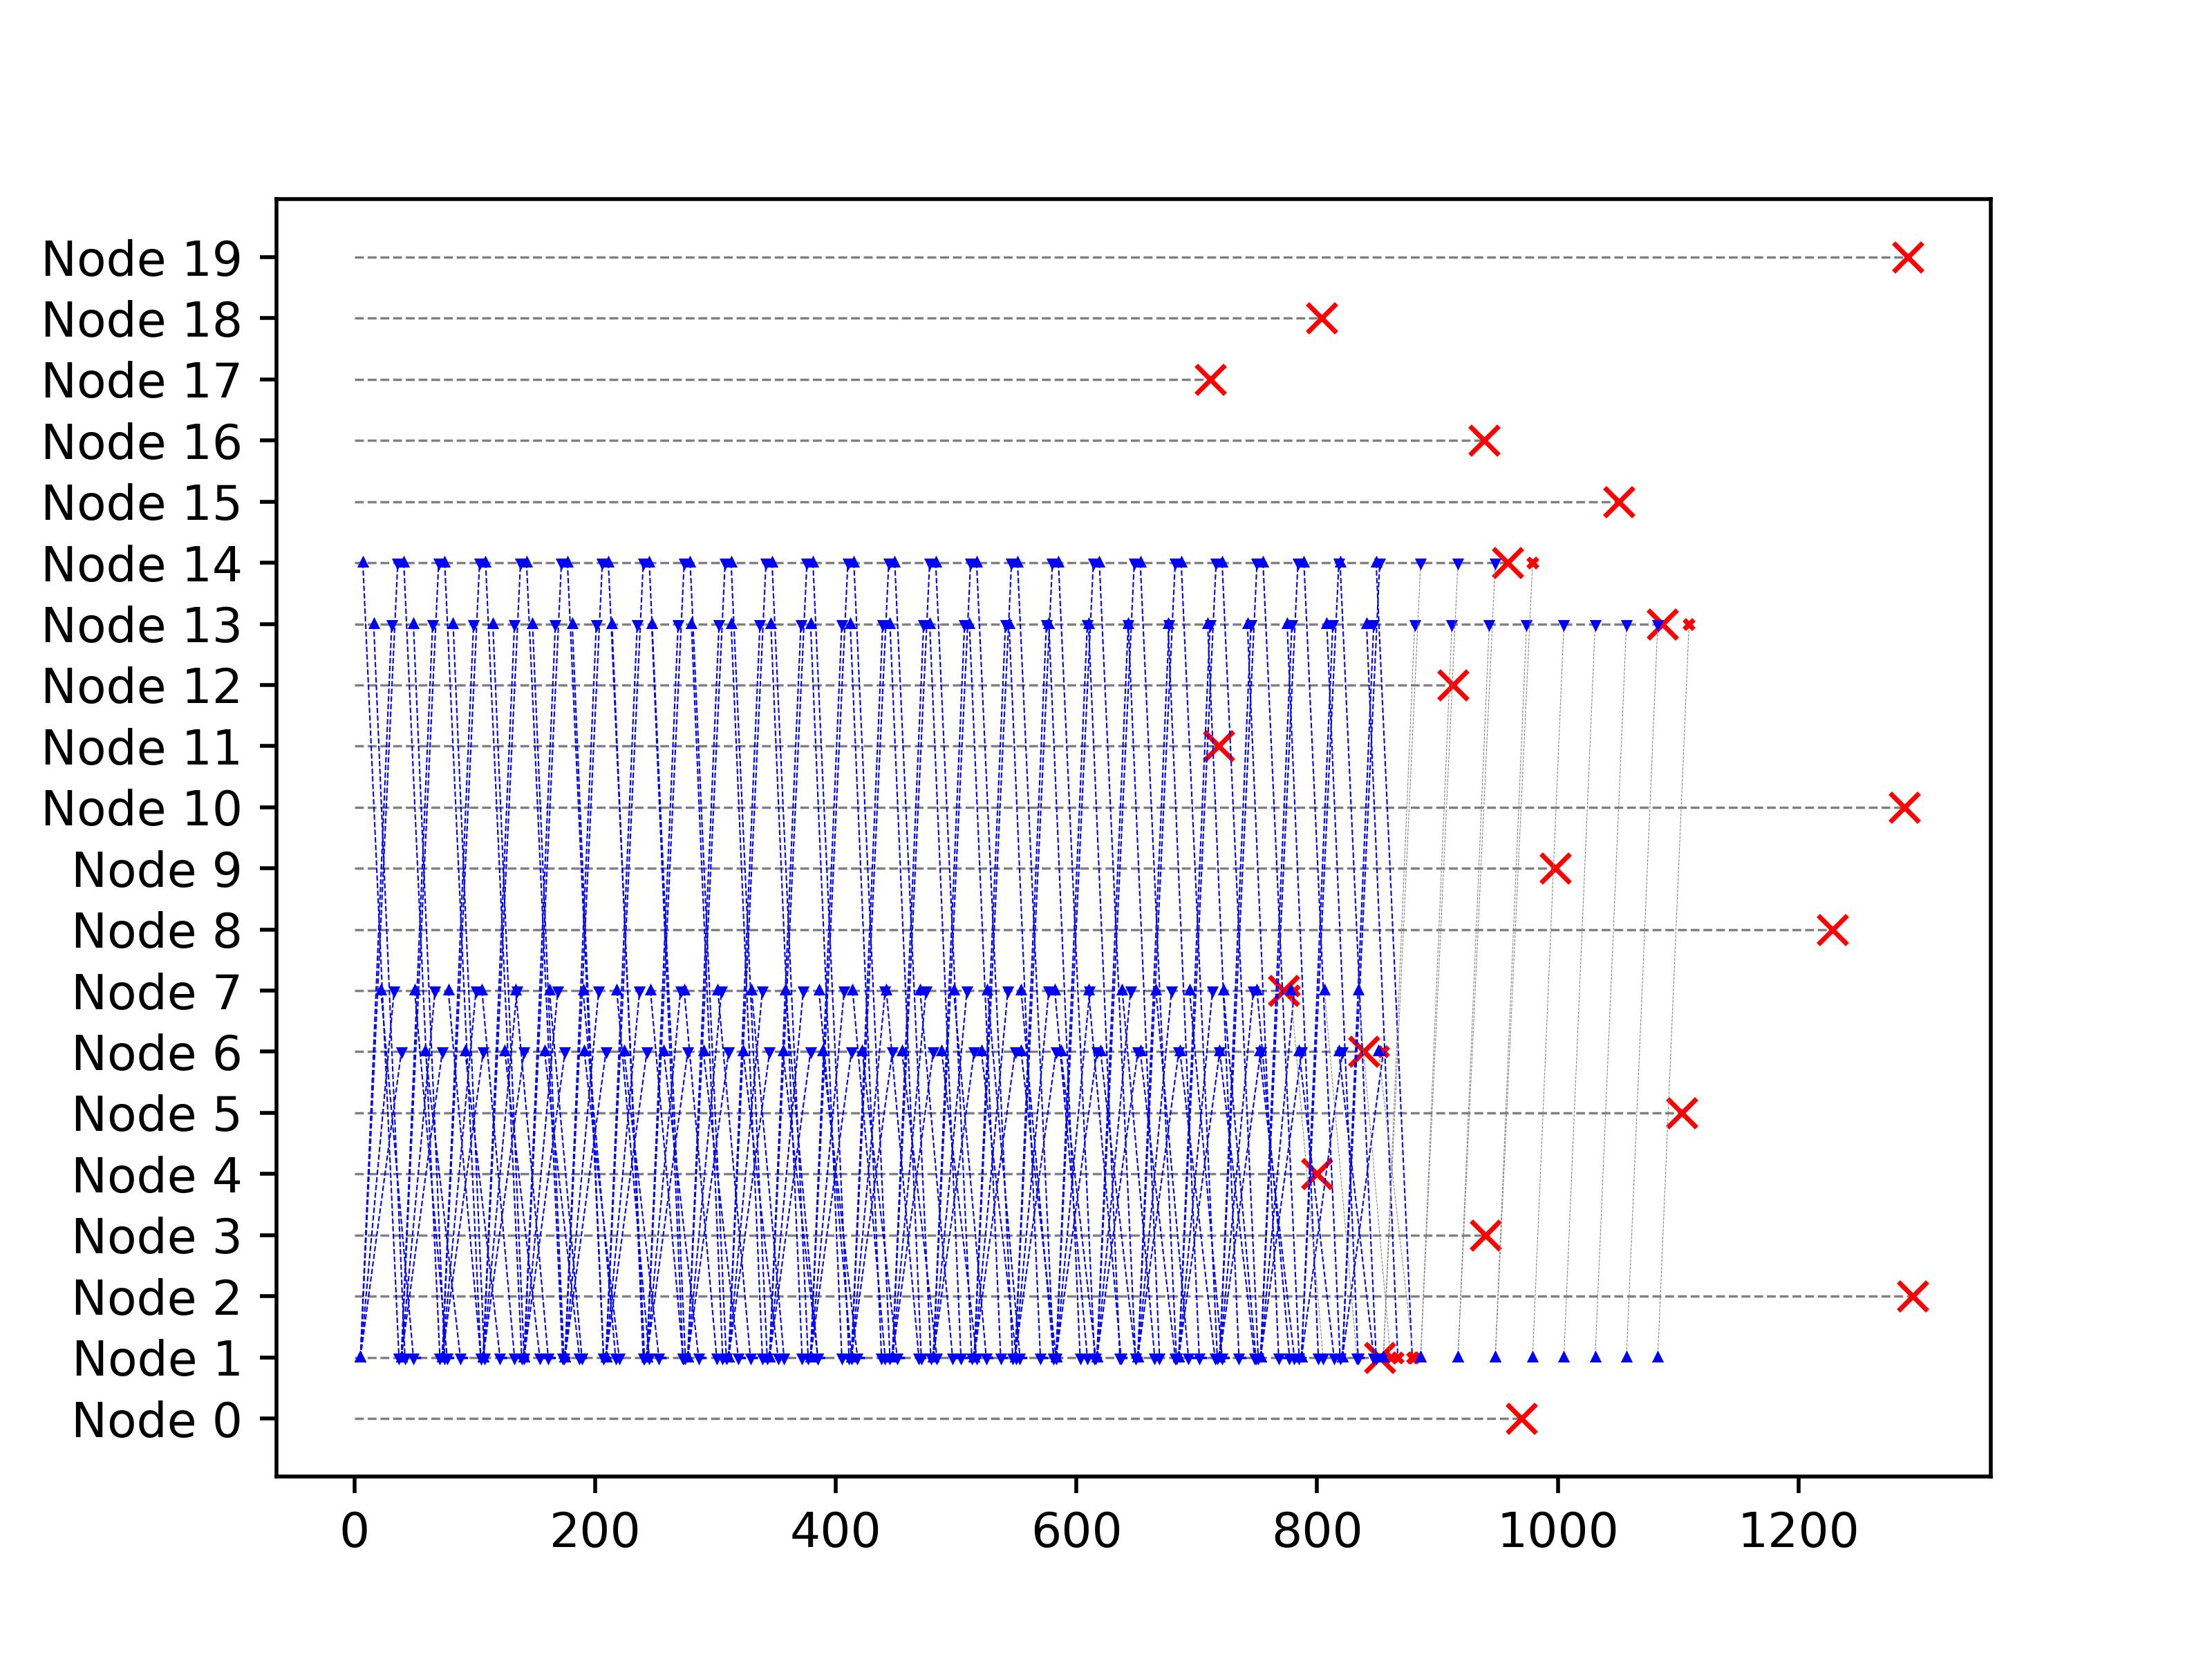 Node 19
Node 18
Node 17
Node 16
Node 15
Node 14
Node 13
Node 12
Node 11
Node 10
Node 9
Node 8
Node 7
Node 6
Node 5
Node 4
Node 3
Node 2
Node 1
Node 0
0 200 400 600 800 1000 1200